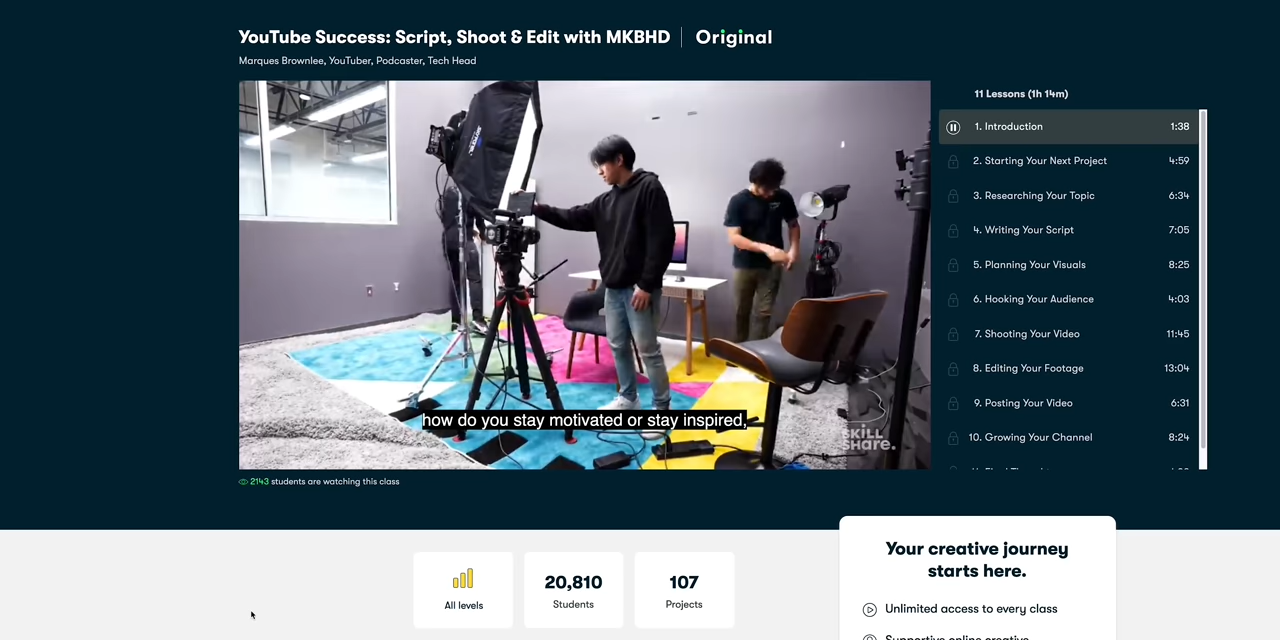 YouTube Success: Script, Shoot & Edit with MKBHD | Original
Marques Brownlee, YouTuber, Podcaster, Tech Head
how do you stay motivated or stay inspired,
SKILL
SHARE.
2143 students are watching this class
11 Lessons (1h 14m)
1. Introduction 1:38
2. Starting Your Next Project 4:59
3. Researching Your Topic 6:34
4. Writing Your Script 7:05
5. Planning Your Visuals 8:25
6. Hooking Your Audience 4:03
7. Shooting Your Video 11:45
8. Editing Your Footage 13:04
9. Posting Your Video 6:31
10. Growing Your Channel 8:24
All levels
20,810
Students
107
Projects
Your creative journey
starts here.
Unlimited access to every class
Supportive online creative